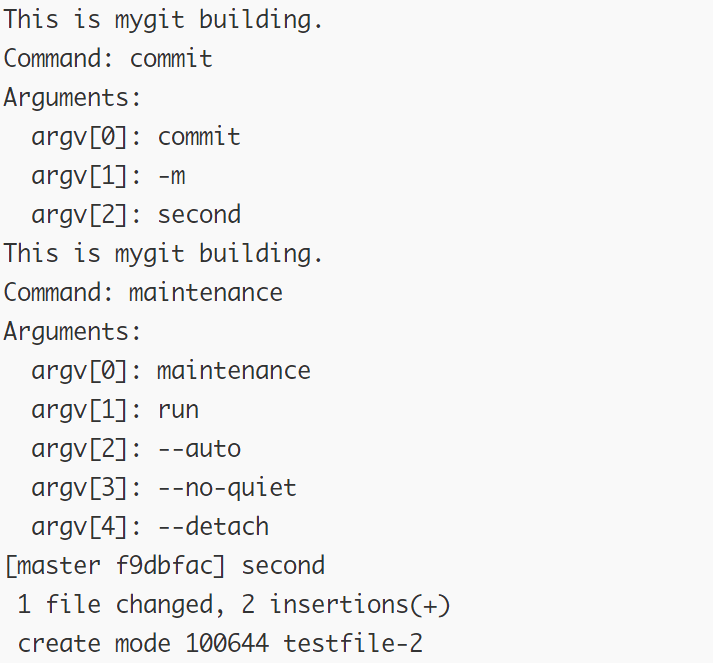 This is mygit building.
Command: commit
Arguments:
  argv[0]: commit
  argv[1]: -m
  argv[2]: second
This is mygit building.
Command: maintenance
Arguments:
  argv[0]: maintenance
  argv[1]: run
  argv[2]: --auto
  argv[3]: --no-quiet
  argv[4]: --detach
[master f9dbfac] second
 1 file changed, 2 insertions(+)
 create mode 100644 testfile-2